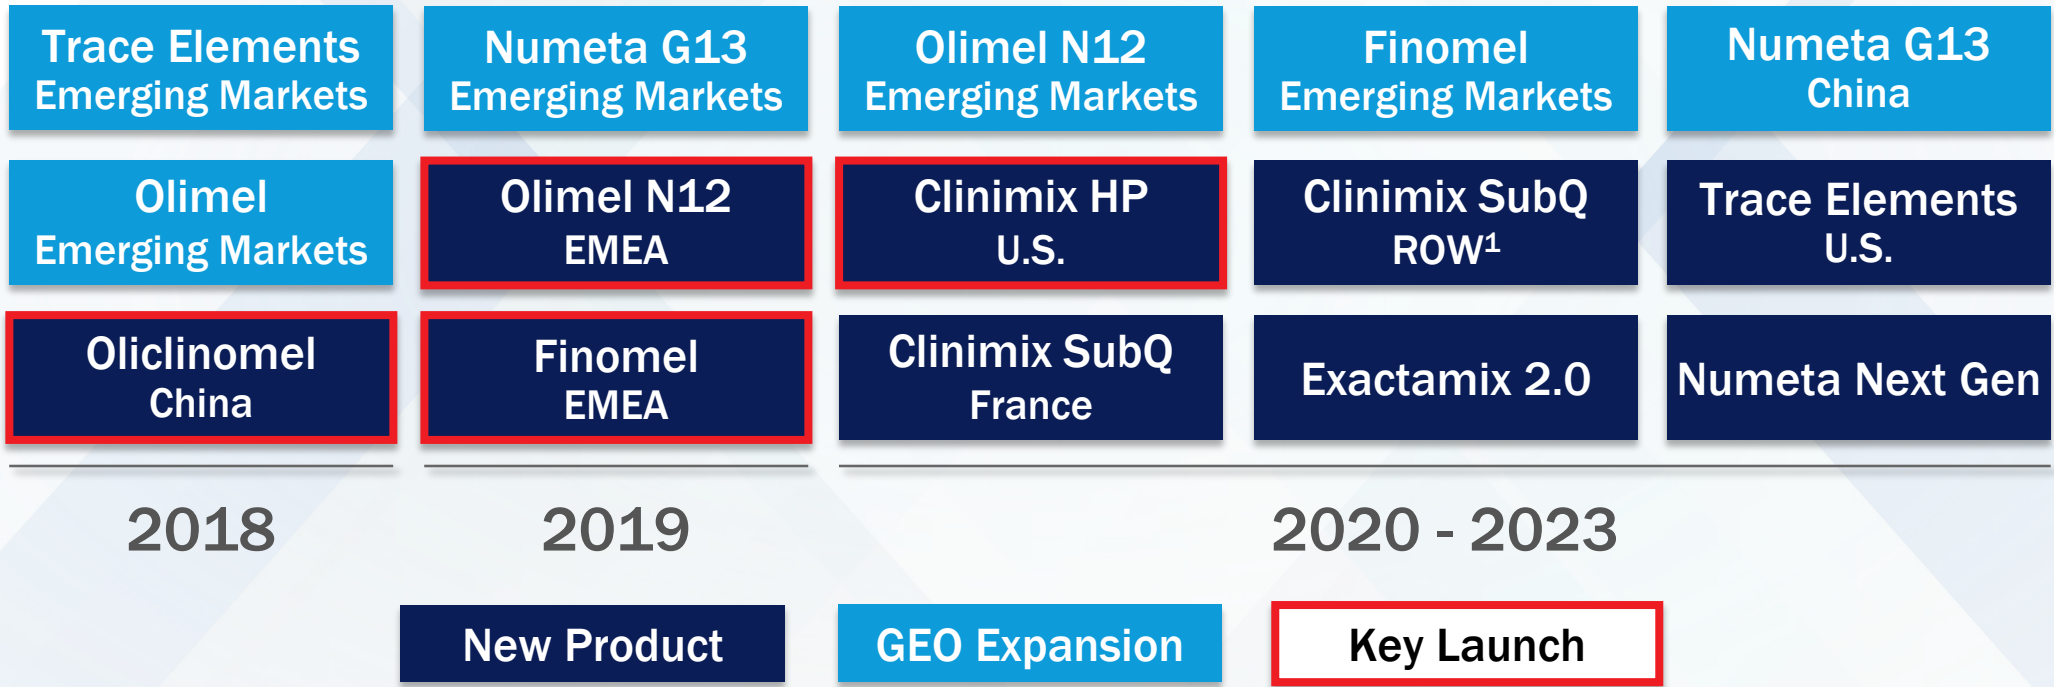 Trace Elements
Emerging Markets
Numeta G13
Emerging Markets
Olimel N12
Emerging Markets
Finomel
Emerging Markets
Numeta G13
China
Olimel
Emerging Markets
Olimel N12
EMEA
Clinimix HP
U.S.
Clinimix SubQ
ROW¹
Trace Elements
U.S.
Oliclinomel
China
Finomel
EMEA
Clinimix SubQ
France
Exactamix 2.0
Numeta Next Gen
2018
2019
2020 - 2023
New Product
GEO Expansion
Key Launch